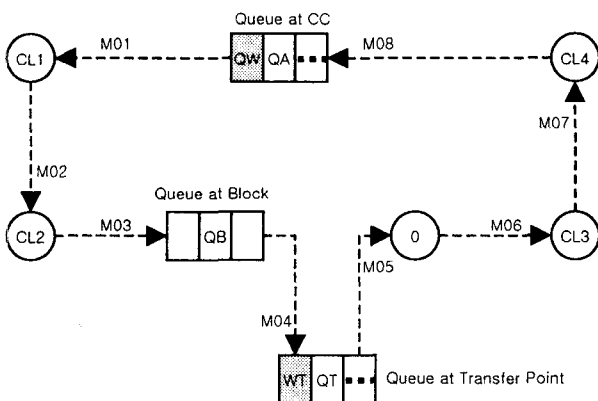 Queue at CC
M01
M08
CL1
QW
QA
CL4
M07
M02
Queue at Block
CL2
M03
QB
0
M06
CL3
M05
M04
WT
QT
Queue at Transfer Point